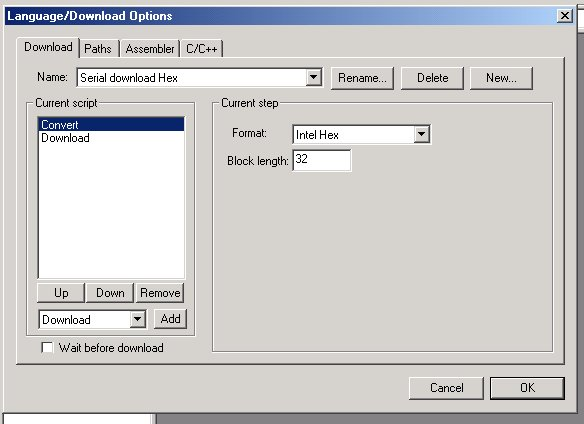 Language/Download Options
Download Paths Assembler C/C++
Name: Serial download Hex Rename... Delete New...
Current script
Convert
Download
Up Down Remove
Download Add
Wait before download
Current step
Format: Intel Hex
Block length: 32
Cancel OK